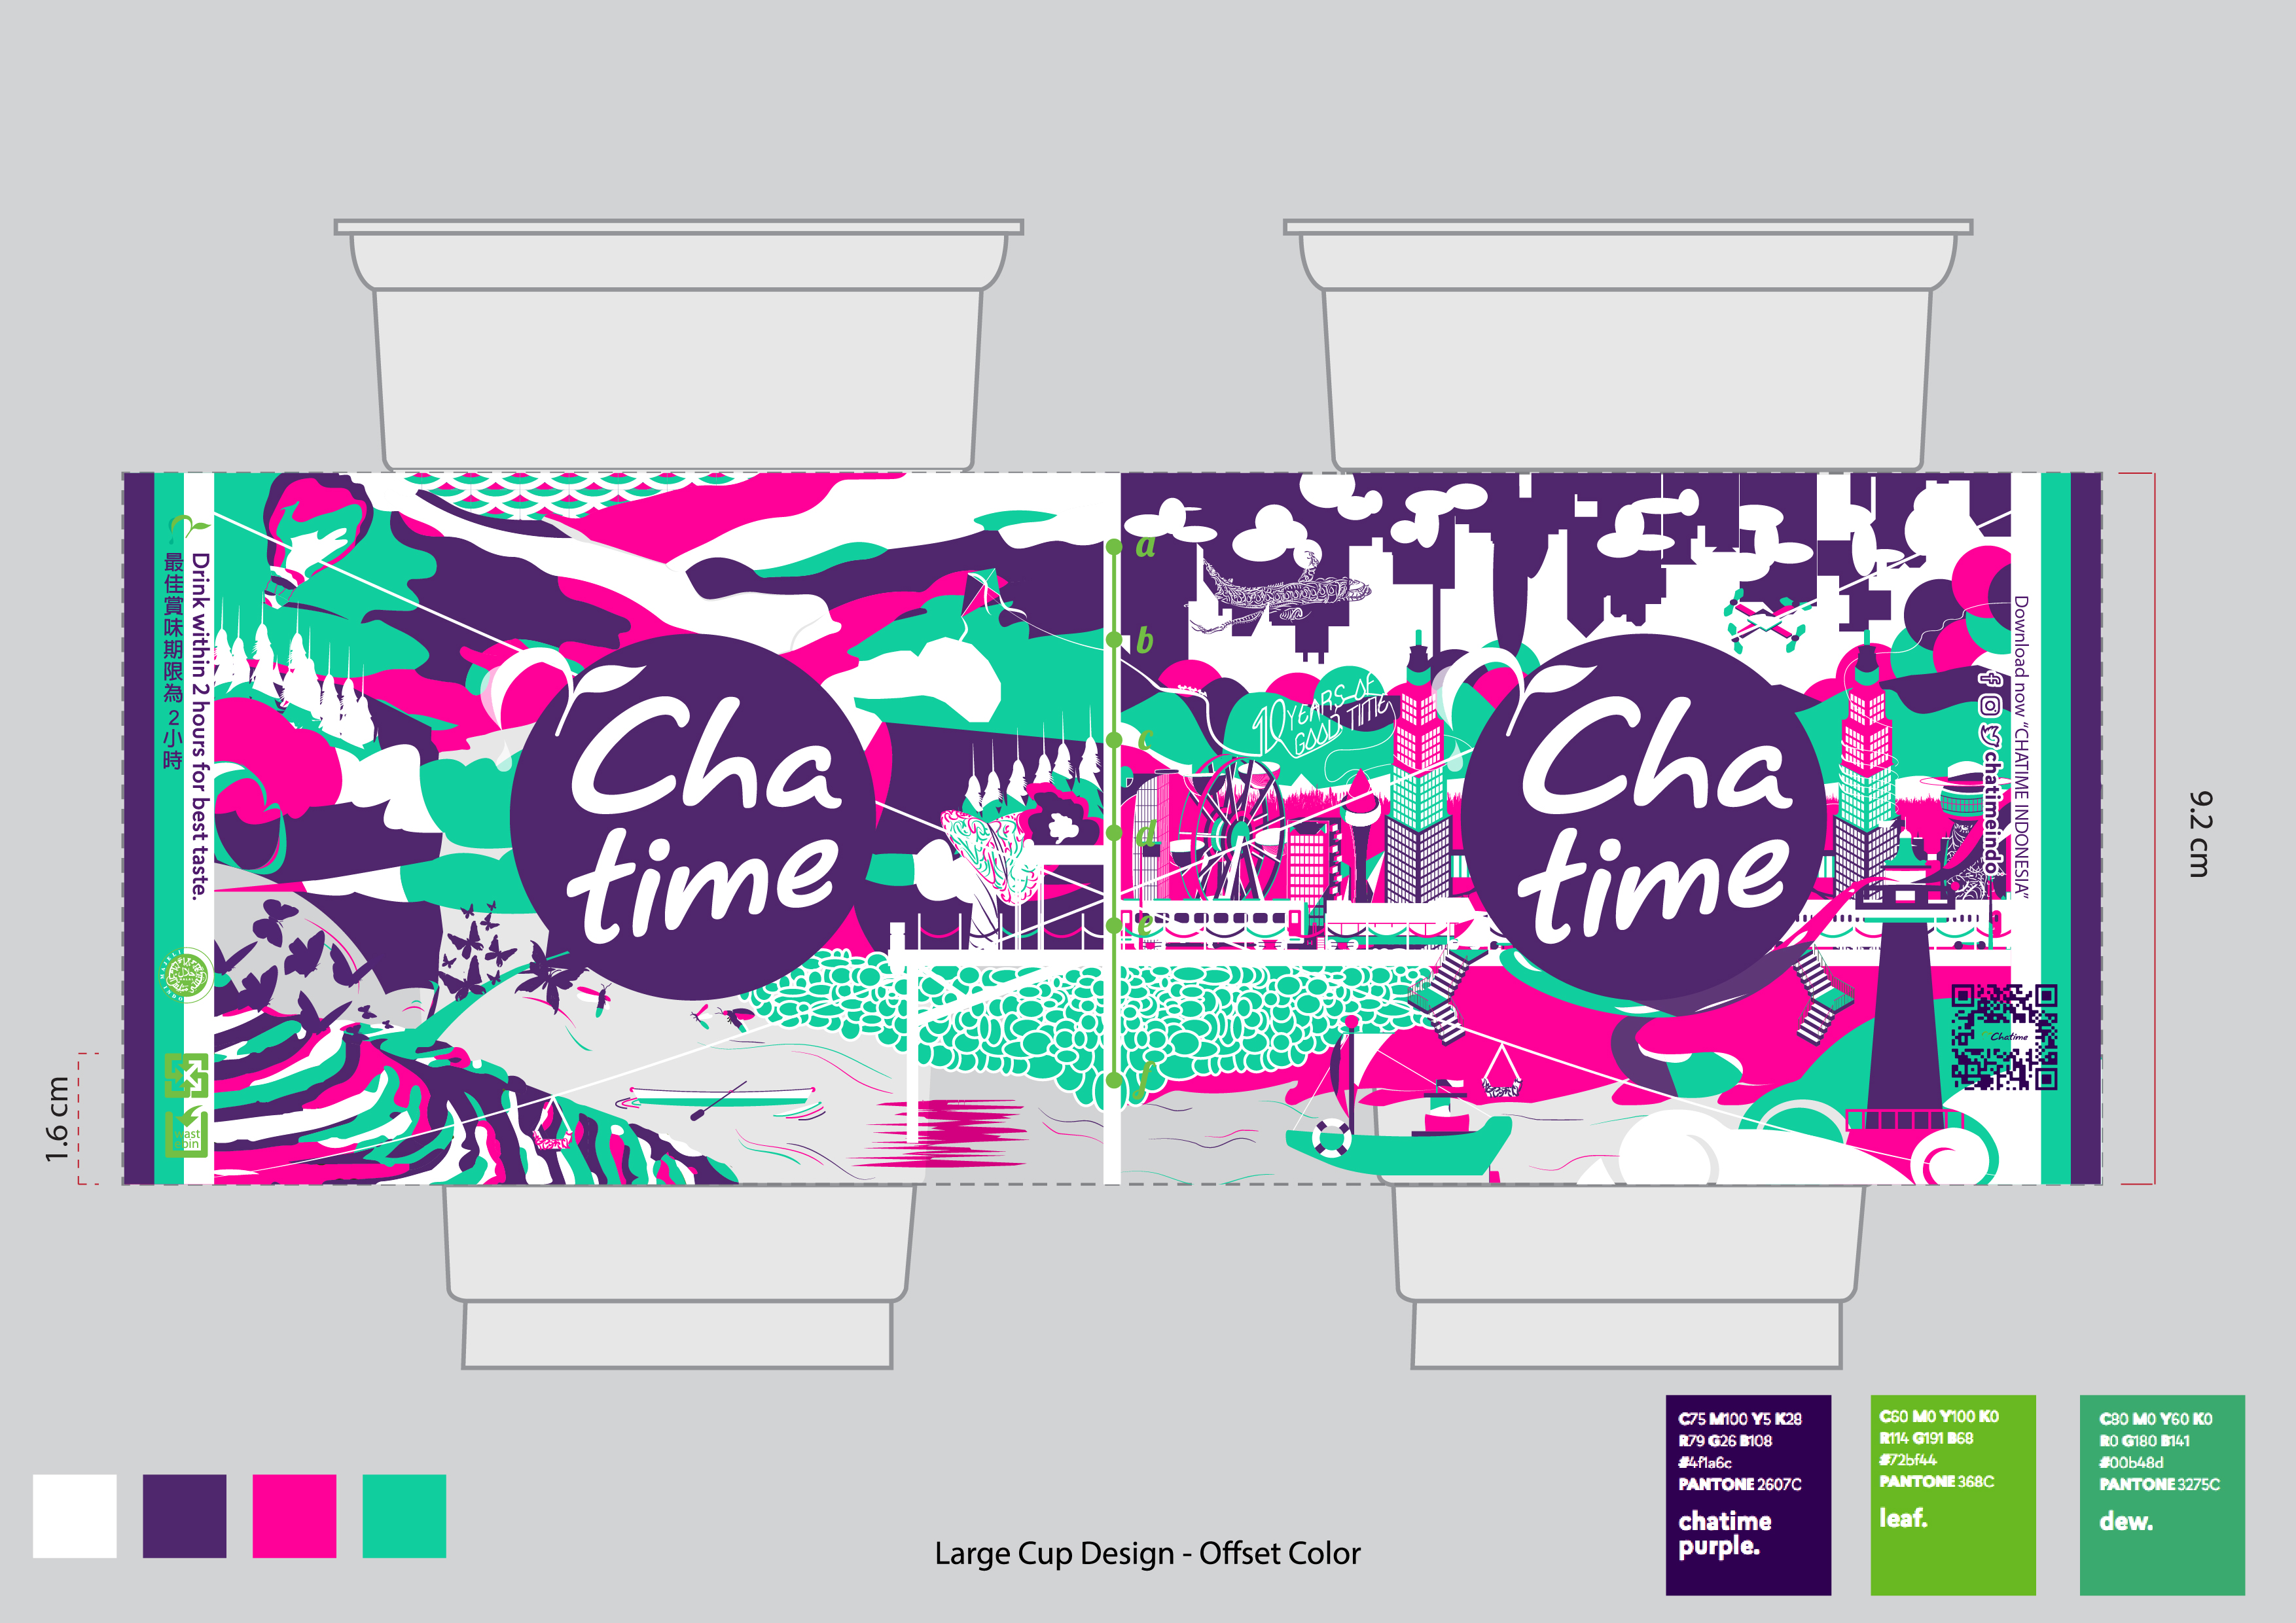 Drink within 2 hours for best taste.
最佳賞味期限為 2小時
Cha
time
a
b
c
d
e
f
10 YEARS OF
GOOD TIME
Cha
time
Download now “CHATIME INDONESIA”
chatimeindo
Chatime
1.6 cm
9.2 cm
Large Cup Design - Offset Color
C75 M100 Y5 K28
R79 G26 B108
#4f1a6c
PANTONE 2607C
chatime
purple.
C60 M0 Y100 K0
R114 G191 B68
#72bf44
PANTONE 368C
leaf.
C80 M0 Y60 K0
R0 G180 B141
#00b48d
PANTONE 3275C
dew.